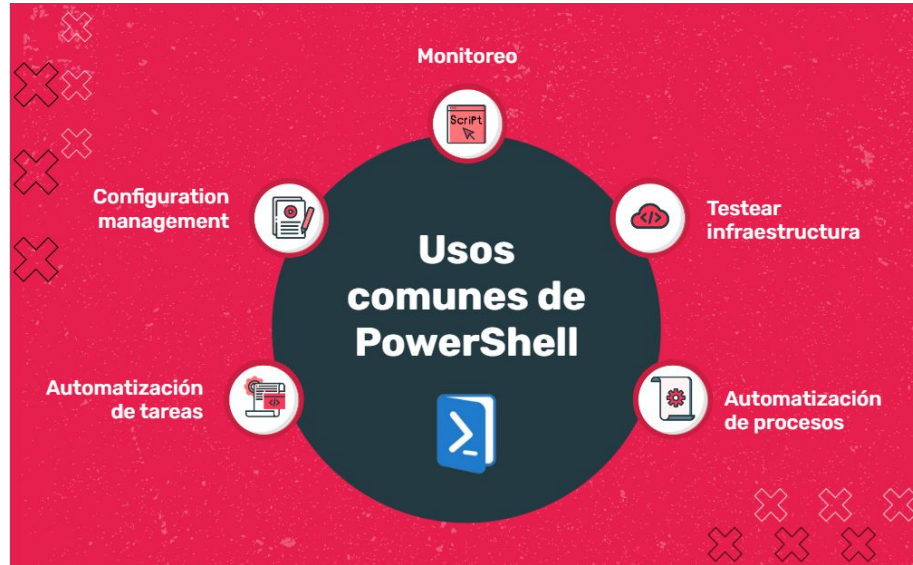 Monitoreo
ScriPt
Configuration
management
Testear
infraestructura
Usos
comunes de
PowerShell
Automatización
de tareas
Automatización
de procesos